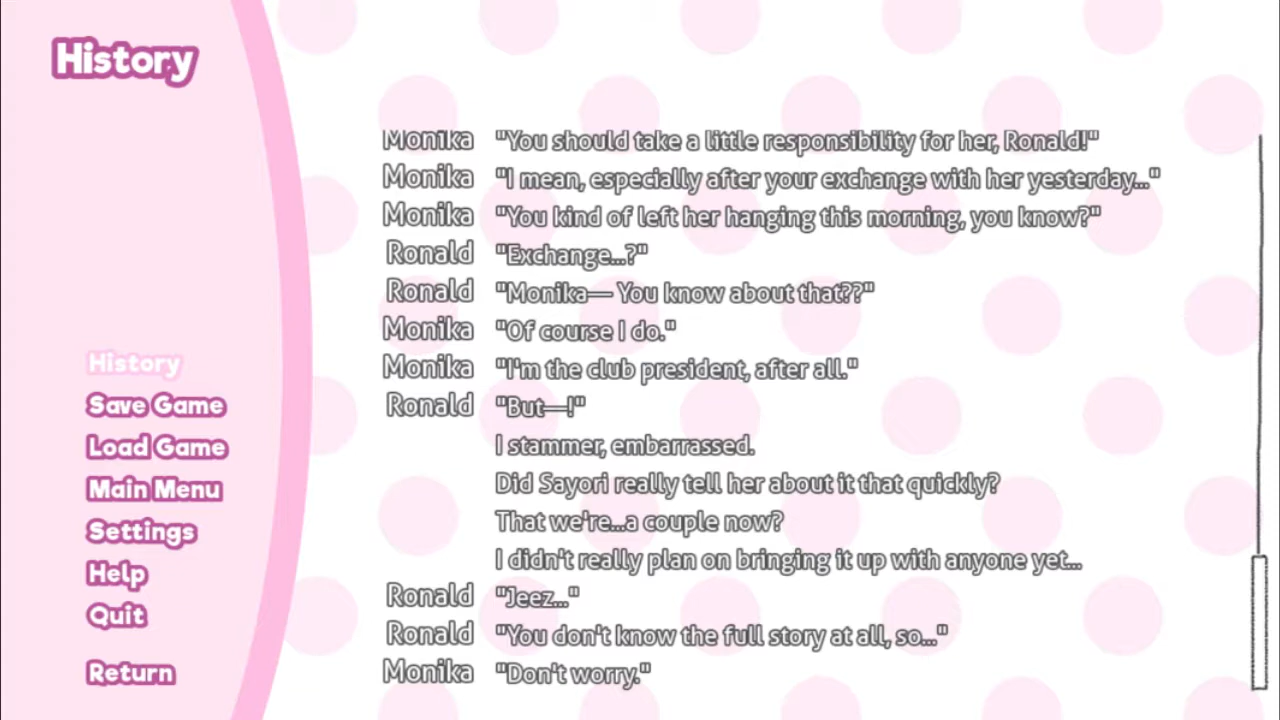 History
Monika "You should take a little responsibility for her, Ronald!"
Monika "I mean, especially after your exchange with her yesterday..."
Monika "You kind of left her hanging this morning, you know?"
Ronald "Exchange...?"
Ronald "Monika— You know about that??"
Monika "Of course I do."
Monika "I'm the club president, after all."
Ronald "But—!"
I stammer, embarrassed.
Did Sayori really tell her about it that quickly?
That we're...a couple now?
I didn't really plan on bringing it up with anyone yet...
Ronald "Jeez..."
Ronald "You don't know the full story at all, so..."
Monika "Don't worry."
History
Save Game
Load Game
Main Menu
Settings
Help
Quit
Return